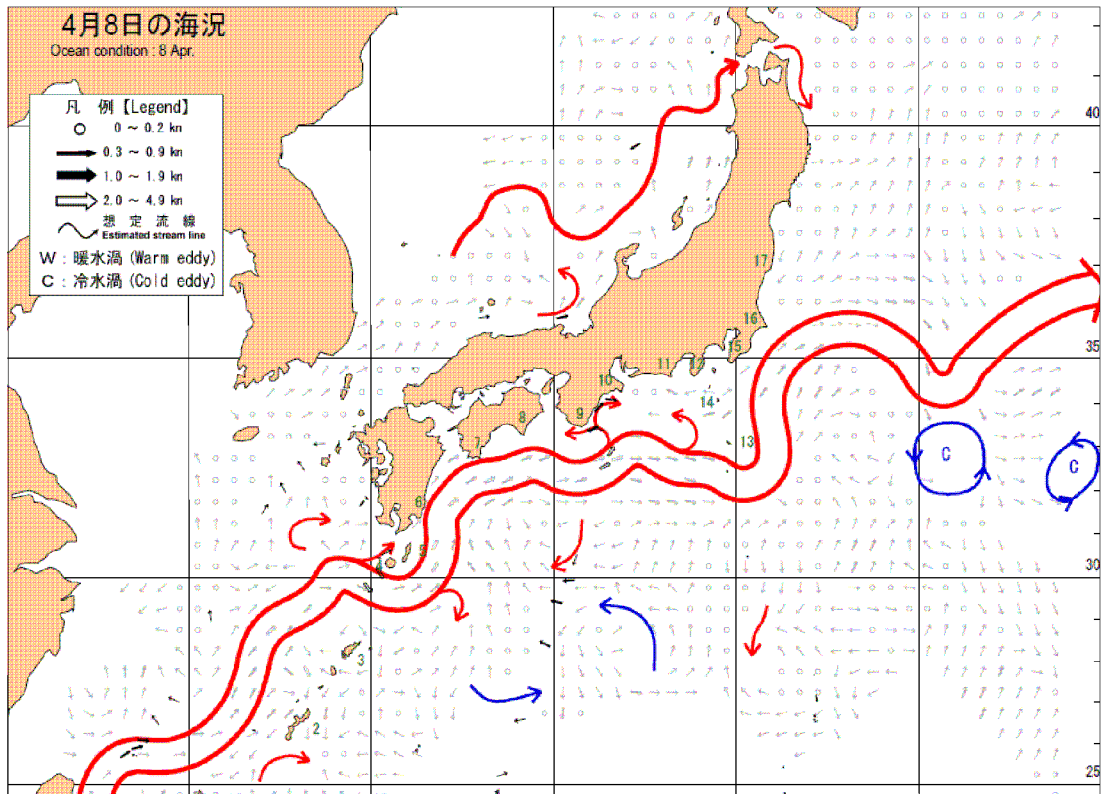 4月8日の海況
Ocean condition : 8 Apr.
凡 例【Legend】
0 ～ 0.2 kn
0.3 ～ 0.9 kn
1.0 ～ 1.9 kn
2.0 ～ 4.9 kn
想 定 流 線
Estimated stream line
W : 暖水渦 (Warm eddy)
C : 冷水渦 (Cold eddy)
40
17
16
15
35
12
11
10
14
9
8
13
C
C
6
5
4
30
3
2
25